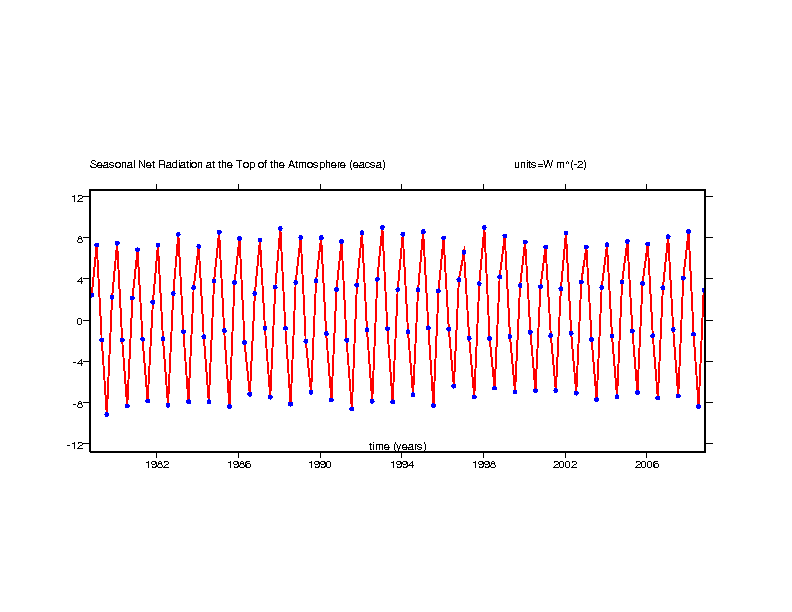 Seasonal Net Radiation at the Top of the Atmosphere (eacsa) units=W m^(-2)
12
8
4
0
-4
-8
-12
time (years)
1982 1986 1990 1994 1998 2002 2006